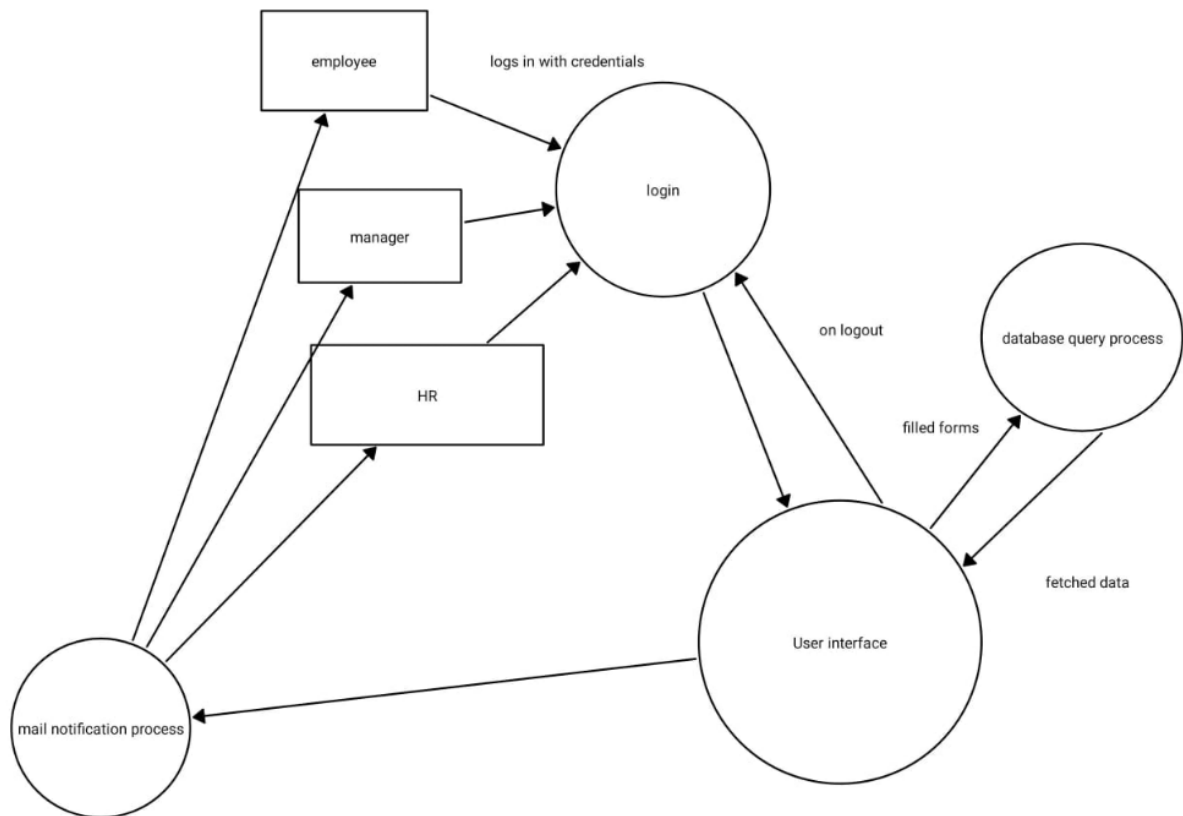 employee
logs in with credentials
login
manager
on logout
database query process
HR
filled forms
fetched data
User interface
mail notification process